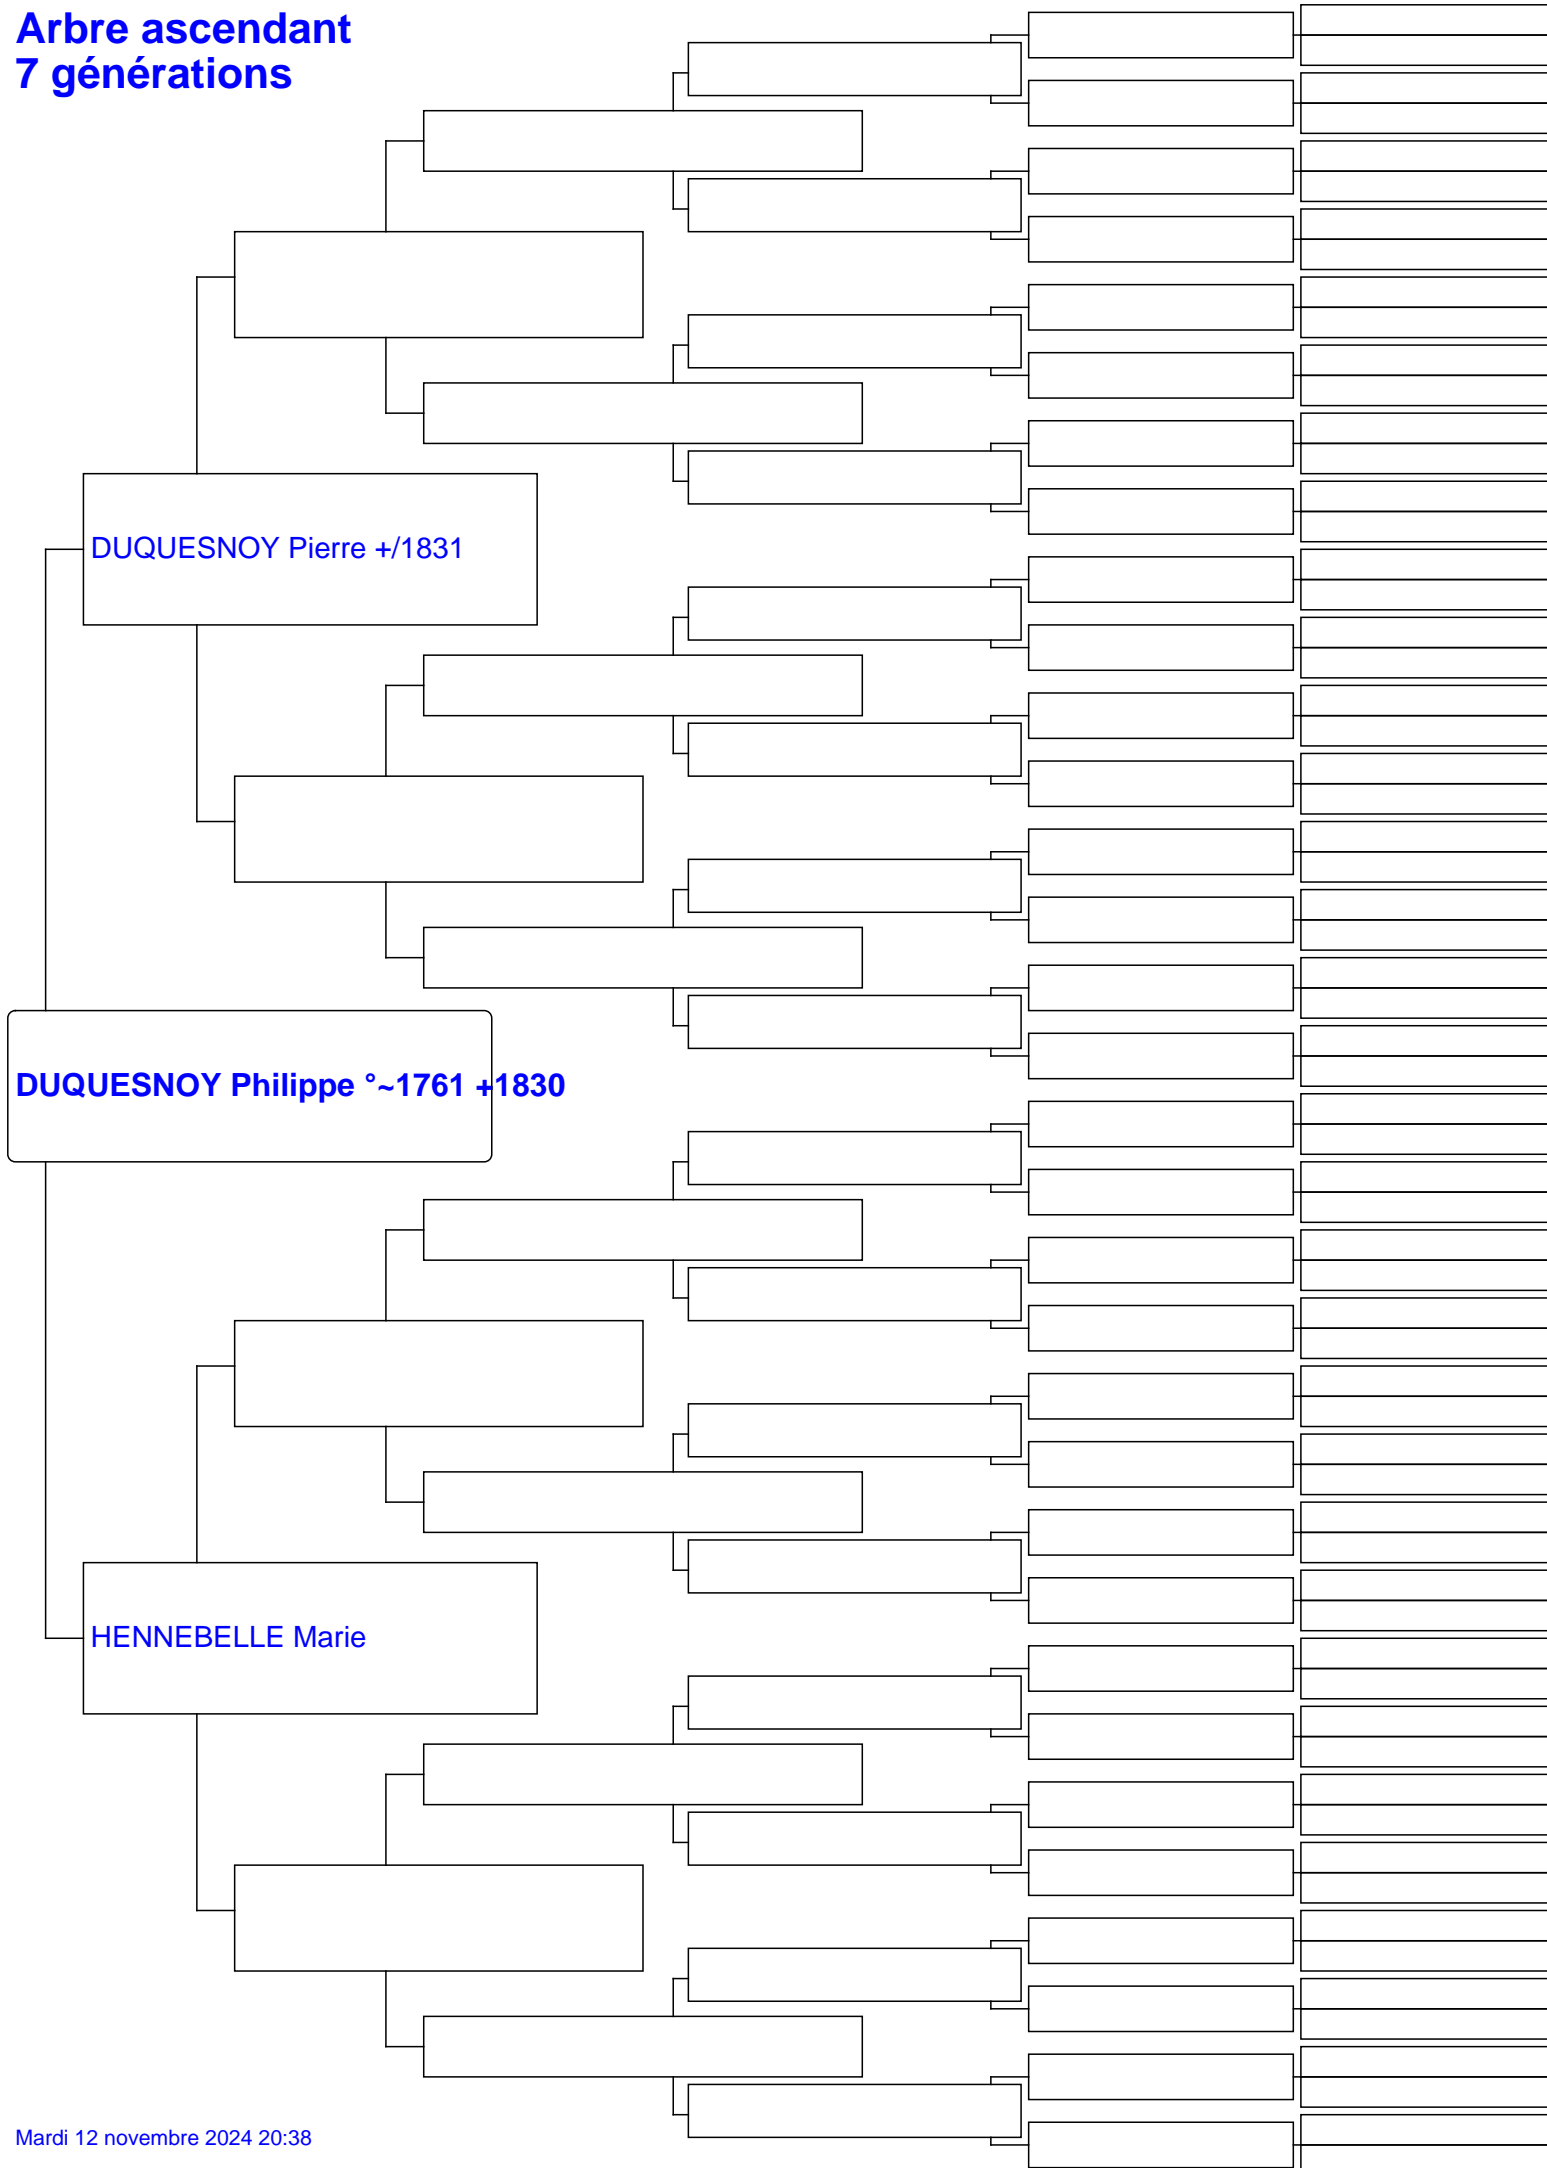 Arbre ascendant
7 générations
DUQUESNOY Pierre +/1831
DUQUESNOY Philippe °~1761 +1830
HENNEBELLE Marie
Mardi 12 novembre 2024 20:38